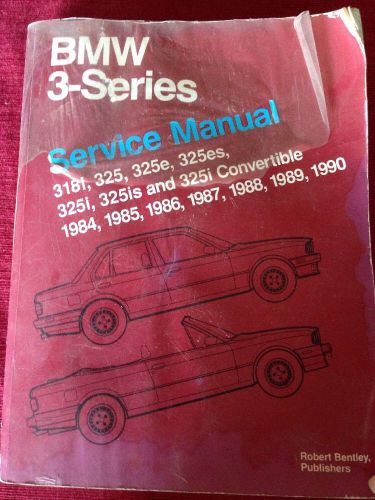 BMW
3-Series
Service Manual
318i, 325, 325e, 325es,
325i, 325is and 325i Convertible
1984, 1985, 1986, 1987, 1988, 1989, 1990
Robert Bentley,
Publishers